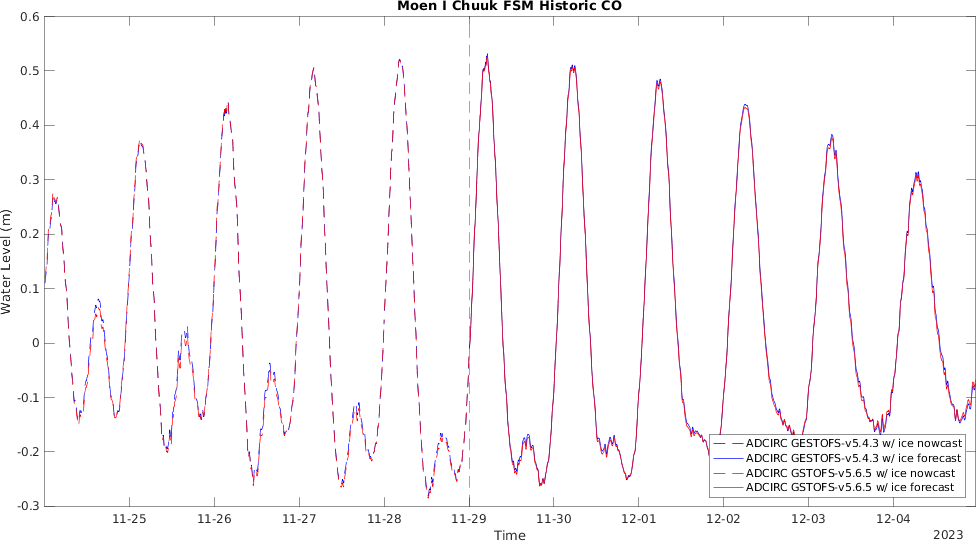 Moen I Chuuk FSM Historic CO
0.6
0.5
0.4
0.3
0.2
0.1
0
-0.1
-0.2
-0.3
Water Level (m)
ADCIRC GESTOFS-v5.4.3 w/ ice nowcast
ADCIRC GESTOFS-v5.4.3 w/ ice forecast
ADCIRC GSTOFS-v5.6.5 w/ ice nowcast
ADCIRC GSTOFS-v5.6.5 w/ ice forecast
11-25 11-26 11-27 11-28 11-29 11-30 12-01 12-02 12-03 12-04
Time
2023